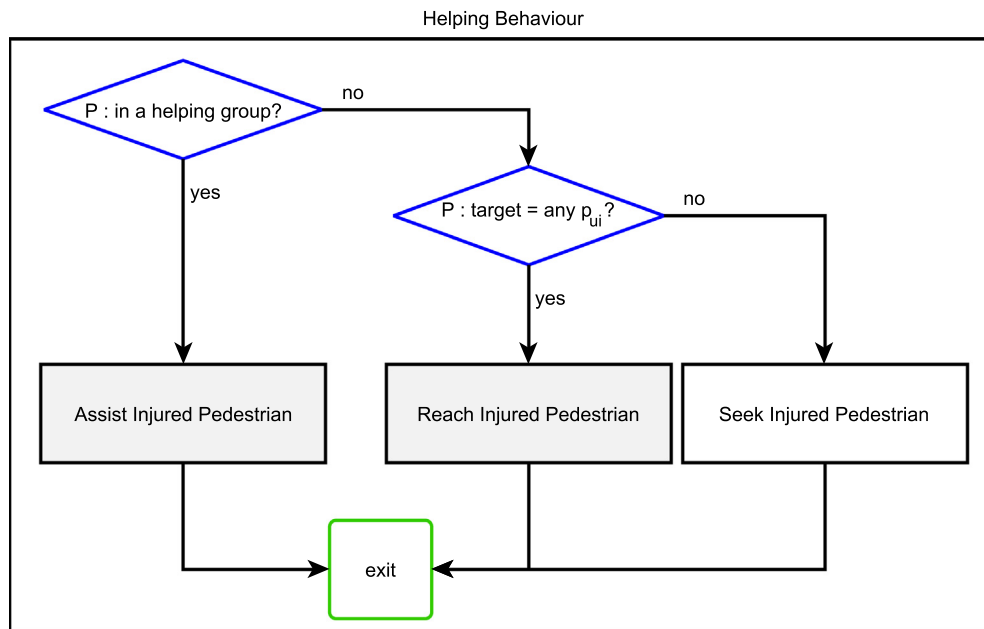 Helping Behaviour
P : in a helping group?
no
yes
P : target = any p_ui?
no
yes
Assist Injured Pedestrian
Reach Injured Pedestrian
Seek Injured Pedestrian
exit